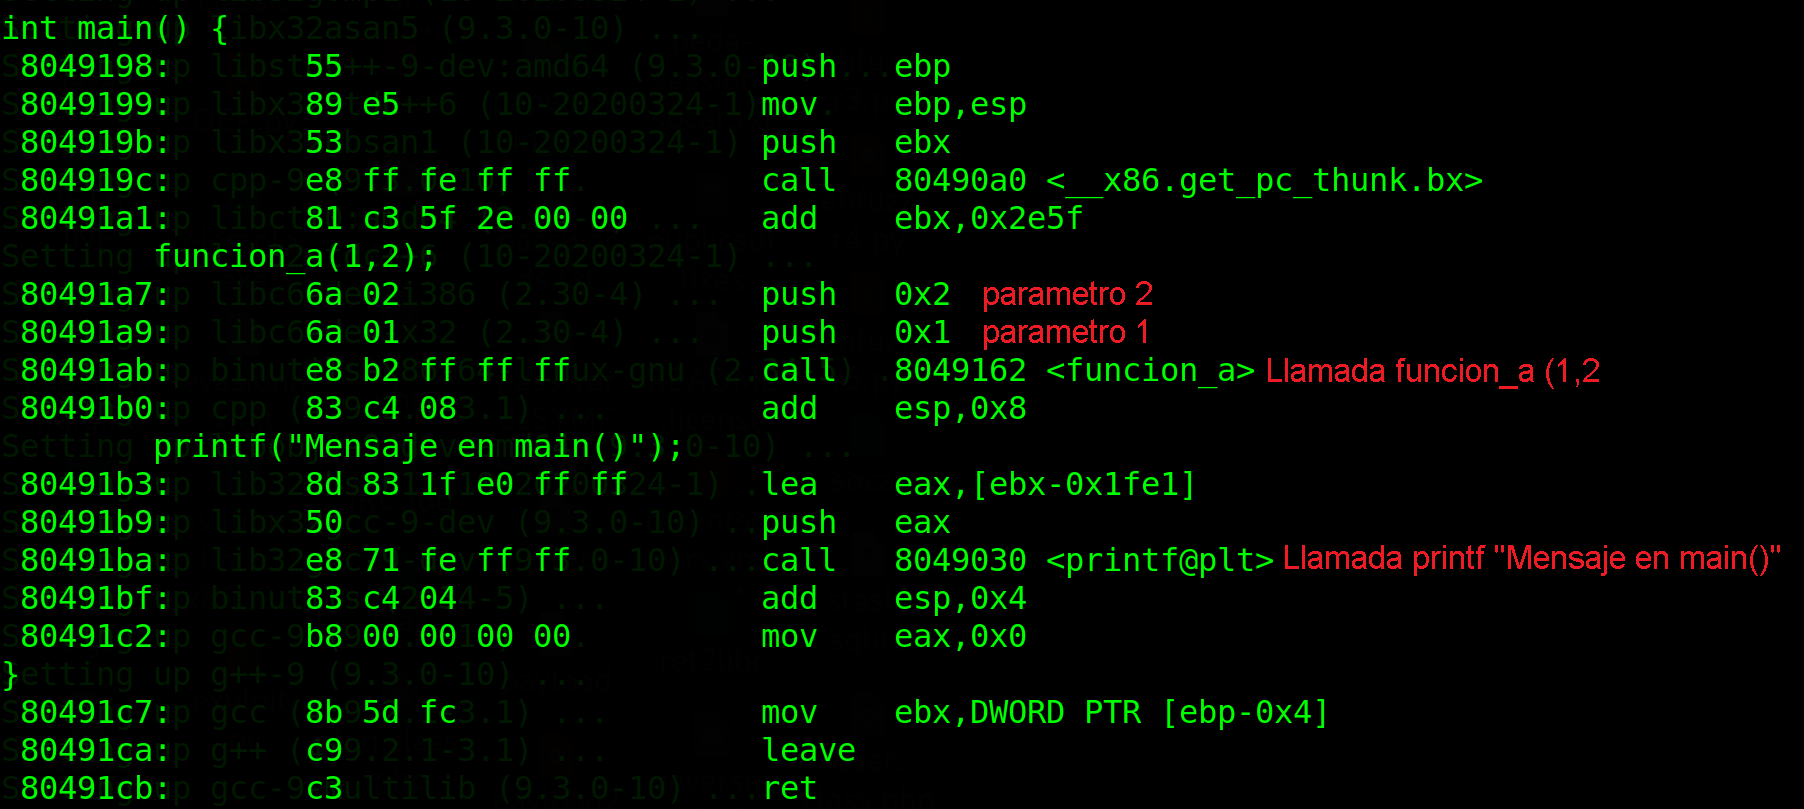 int main() {
8049198: 55 push ebp
8049199: 89 e5 mov ebp,esp
804919b: 53 push ebx
804919c: e8 ff fe ff ff call 80490a0 <__x86.get_pc_thunk.bx>
80491a1: 81 c3 5f 2e 00 00 add ebx,0x2e5f
funcion_a(1,2);
80491a7: 6a 02 push 0x2 parametro 2
80491a9: 6a 01 push 0x1 parametro 1
80491ab: e8 b2 ff ff ff call 8049162 <funcion_a> Llamada funcion_a (1,2
80491b0: 83 c4 08 add esp,0x8
printf("Mensaje en main()");
80491b3: 8d 83 1f e0 ff ff lea eax,[ebx-0x1fe1]
80491b9: 50 push eax
80491ba: e8 71 fe ff ff call 8049030 <printf@plt> Llamada printf "Mensaje en main()"
80491bf: 83 c4 04 add esp,0x4
80491c2: b8 00 00 00 00 mov eax,0x0
}
80491c7: 8b 5d fc mov ebx,DWORD PTR [ebp-0x4]
80491ca: c9 leave
80491cb: c3 ret